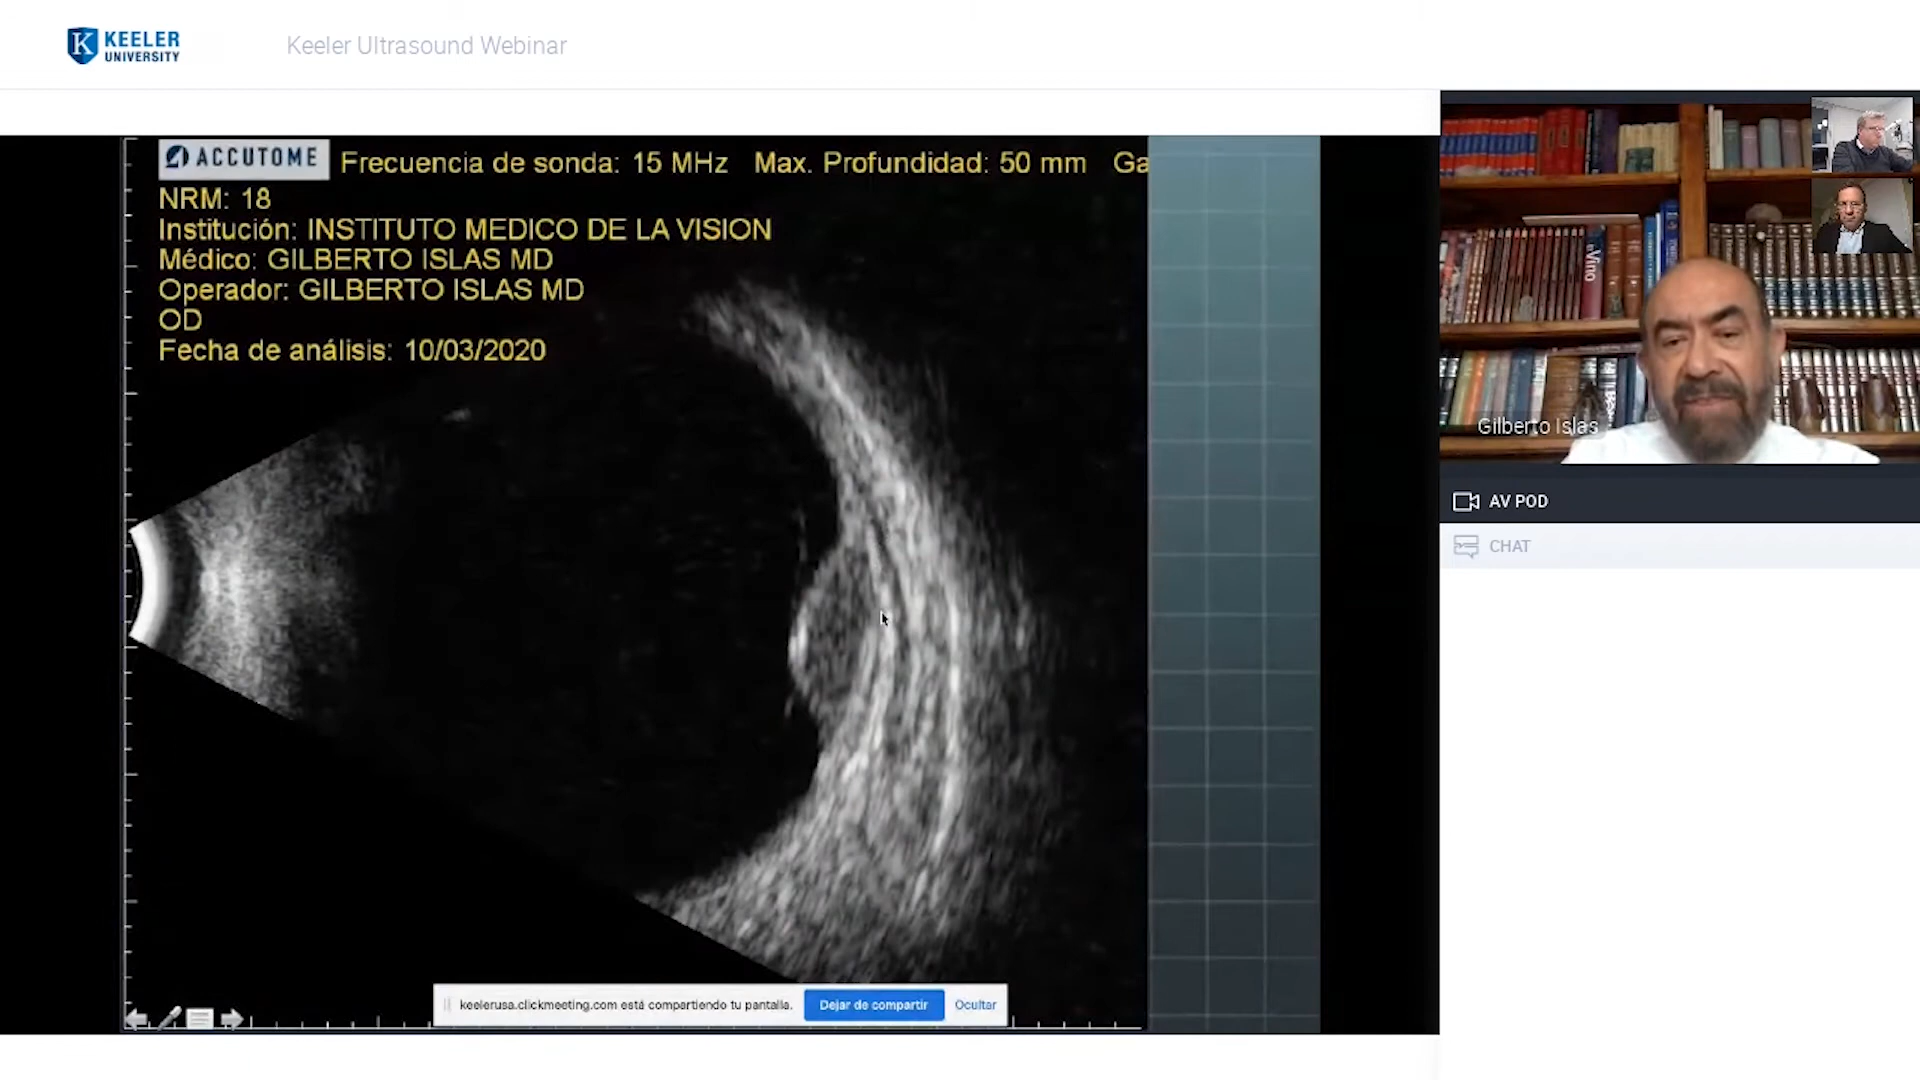 KEELER
UNIVERSITY
Keeler Ultrasound Webinar
ACCUTOME
Frecuencia de sonda: 15 MHz Max. Profundidad: 50 mm Ga
NRM: 18
Institución: INSTITUTO MEDICO DE LA VISION
Médico: GILBERTO ISLAS MD
Operador: GILBERTO ISLAS MD
OD
Fecha de análisis: 10/03/2020
keelerusa.clickmeeting.com está compartiendo tu pantalla.
Dejar de compartir
Ocultar
Vino
Gilberto Islas
AV POD
CHAT